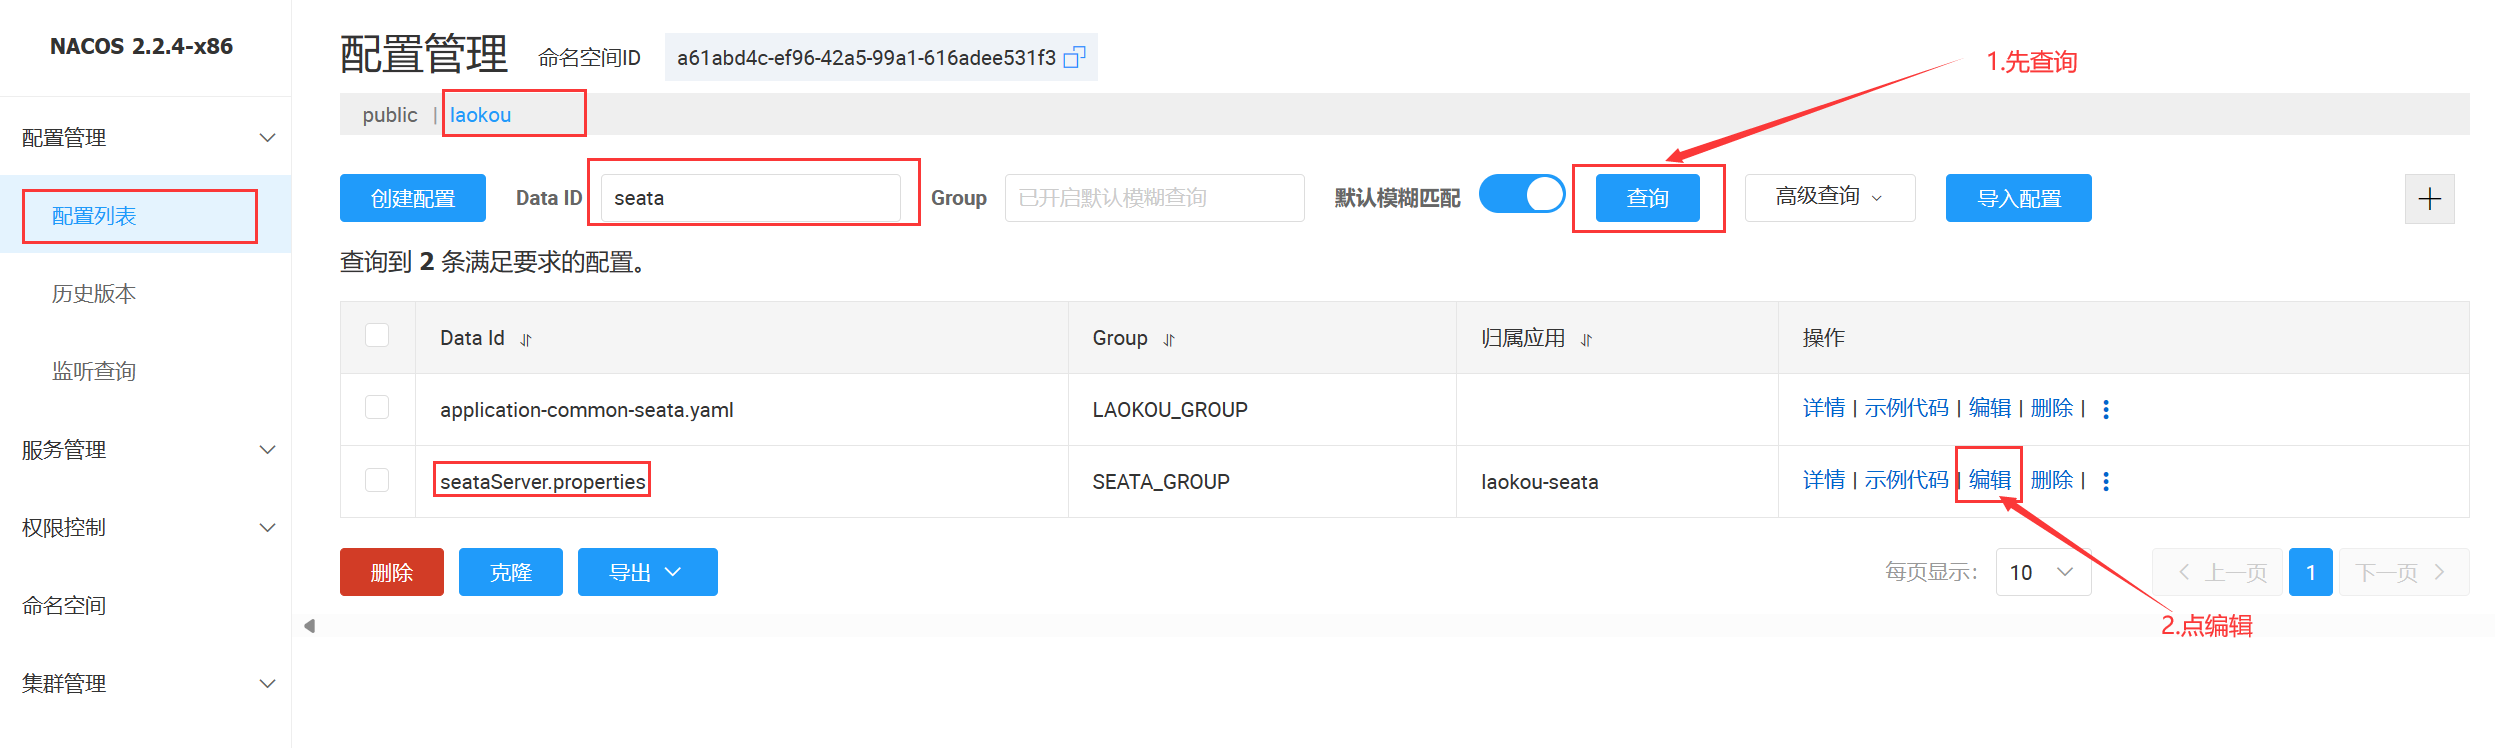 NACOS 2.2.4-x86
配置管理
配置列表
历史版本
监听查询
服务管理
权限控制
命名空间
集群管理
配置管理 命名空间ID a61abd4c-ef96-42a5-99a1-616adee531f3
1.先查询
public | laokou
创建配置 Data ID seata Group 已开启默认模糊查询 默认模糊匹配 查询 高级查询 导入配置
查询到 2 条满足要求的配置。
Data Id Group 归属应用 操作
application-common-seata.yaml LAOKOU_GROUP 详情 | 示例代码 | 编辑 | 删除 |
seataServer.properties SEATA_GROUP laokou-seata 详情 | 示例代码 | 编辑 删除 |
删除 克隆 导出 每页显示: 10 上一页 1 下一页
2.点编辑